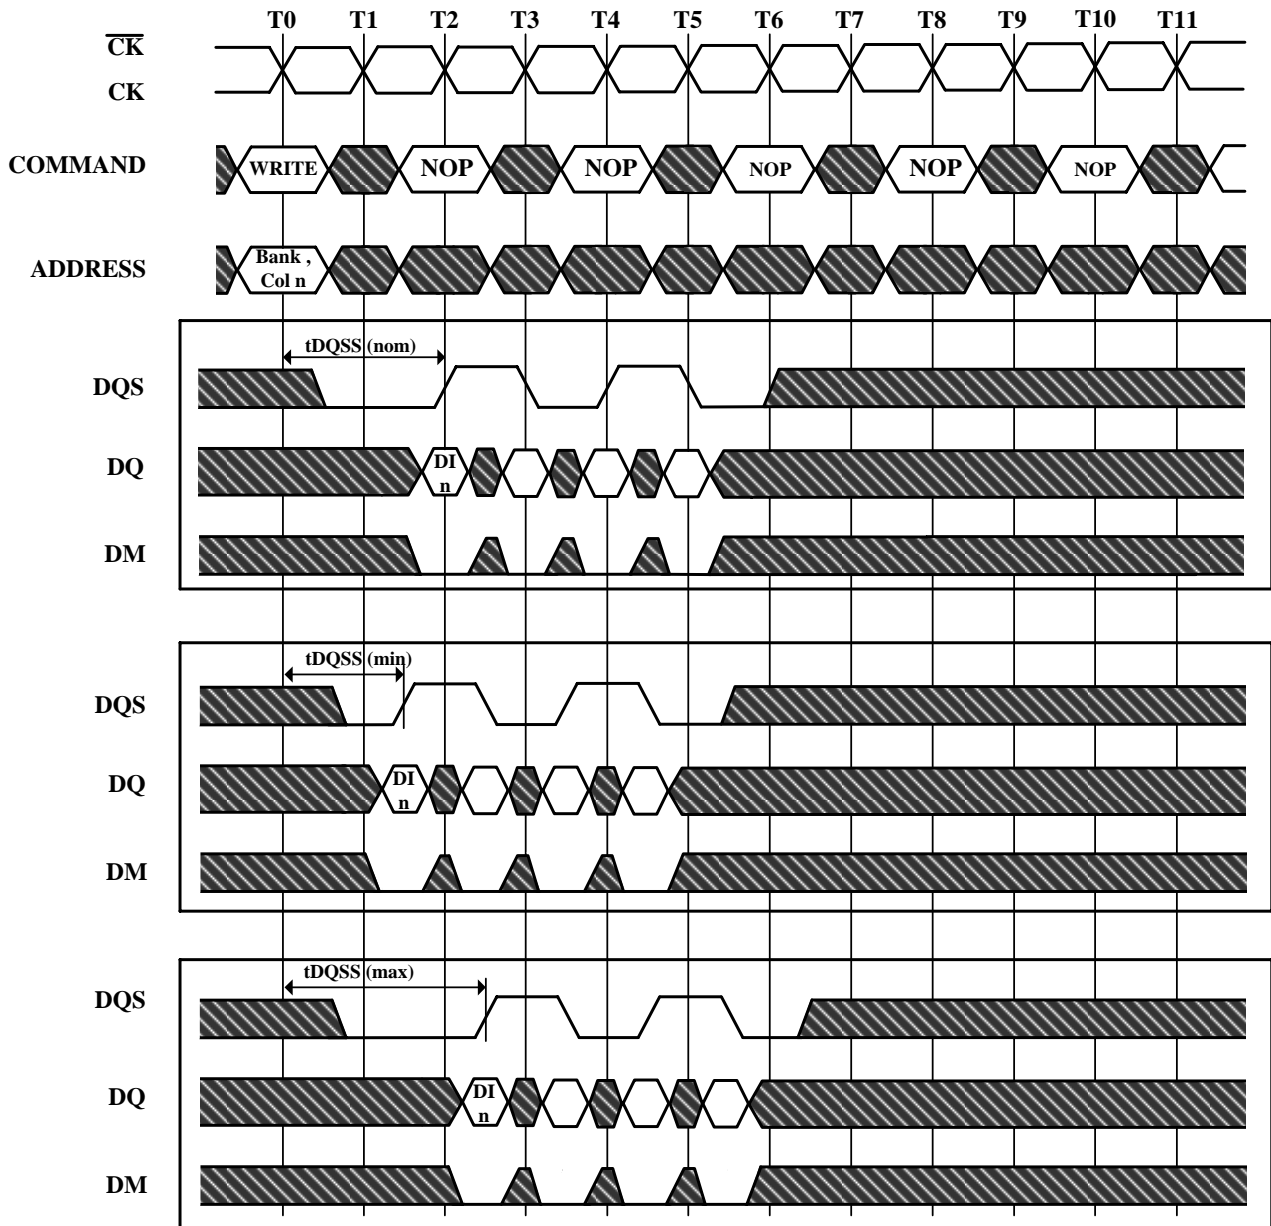 T0 T1 T2 T3 T4 T5 T6 T7 T8 T9 T10 T11
CK
CK
COMMAND WRITE NOP NOP NOP NOP NOP
ADDRESS Bank ,
Col n
tDQSS (nom)
DQS
DQ DI
n
DM
tDQSS (min)
DQS
DQ DI
n
DM
tDQSS (max)
DQS
DQ DI
n
DM